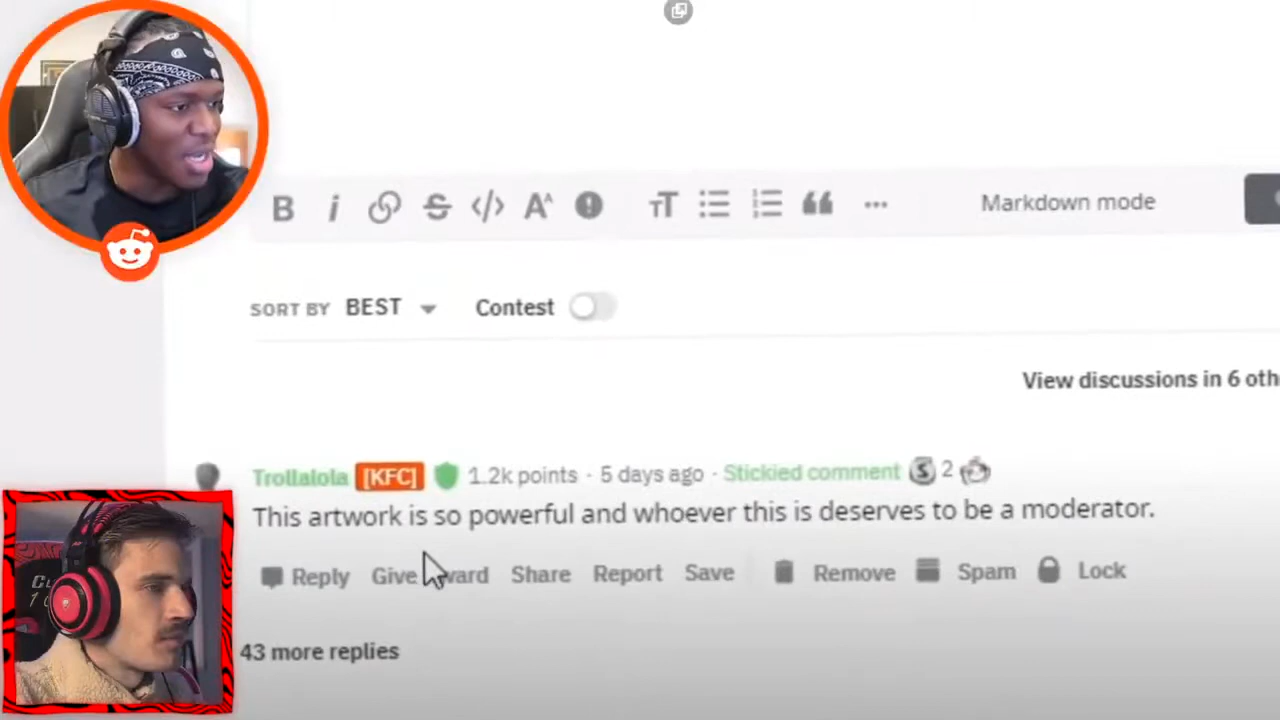 B i S </> A^ ! TT Markdown mode
SORT BY BEST Contest
View discussions in 6 oth
Trollalola [KFC] 1.2k points · 5 days ago · Stickied comment S 2
This artwork is so powerful and whoever this is deserves to be a moderator.
Reply Give ward Share Report Save Remove Spam Lock
43 more replies